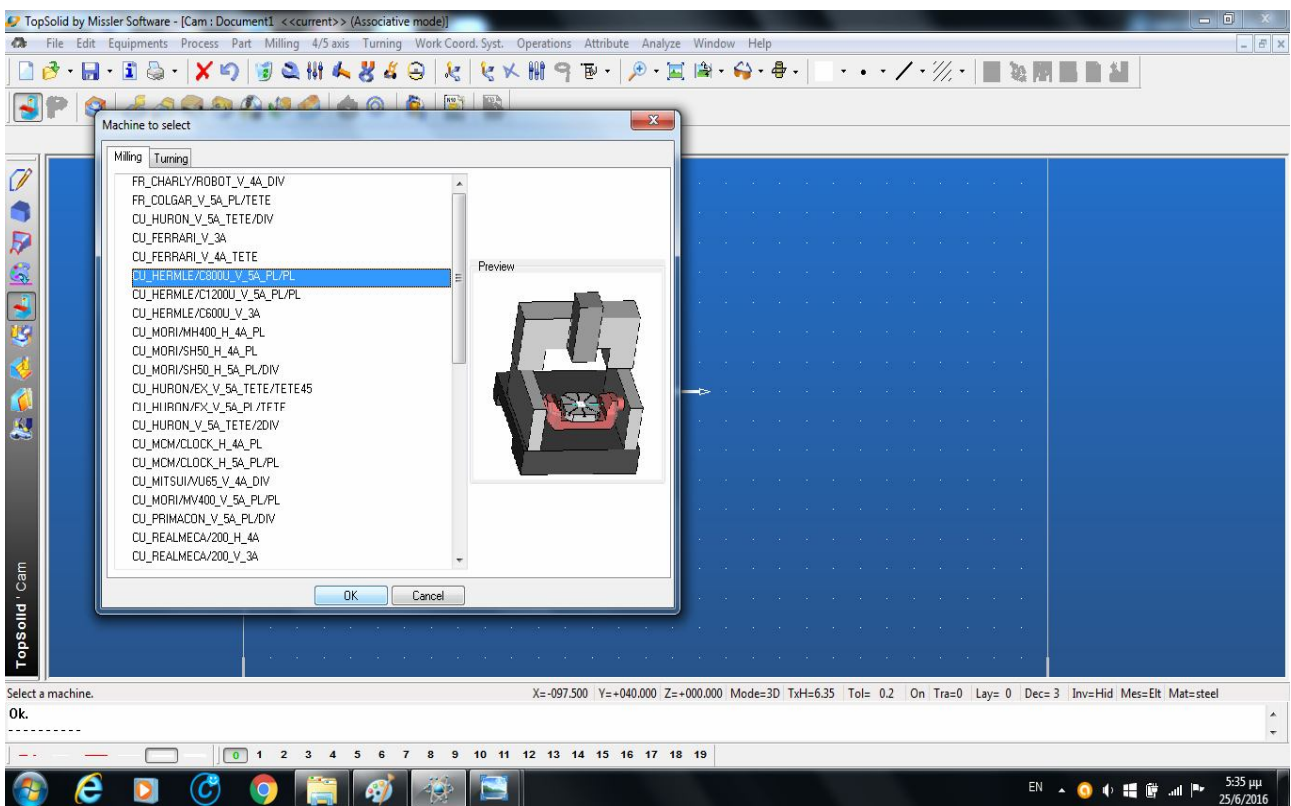 TopSolid by Missler Software - [Cam : Document1 <<current>> (Associative mode)]
File Edit Equipments Process Part Milling 4/5 axis Turning Work Coord. Syst. Operations Attribute Analyze Window Help
Machine to select
Milling Turning
FR_CHARLY/ROBOT_V_4A_DIV
FR_COLGAR_V_5A_PL/TETE
CU_HURON_V_5A_TETE/DIV
CU_FERRARI_V_3A
CU_FERRARI_V_4A_TETE
CU_HERMLE/C800U_V_5A_PL/PL
CU_HERMLE/C1200U_V_5A_PL/PL
CU_HERMLE/C600U_V_3A
CU_MORI/MH400_H_4A_PL
CU_MORI/SH50_H_4A_PL
CU_MORI/SH50_H_5A_PL/DIV
CU_HURON/EX_V_5A_TETE/TETE45
CU_HURON/EX_V_5A_PL/TETE
CU_HURON_V_5A_TETE/2DIV
CU_MCM/CLOCK_H_4A_PL
CU_MCM/CLOCK_H_5A_PL/PL
CU_MITSUI/VU65_V_4A_DIV
CU_MORI/MV400_V_5A_PL/PL
CU_PRIMACON_V_5A_PL/DIV
CU_REALMECA/200_H_4A
CU_REALMECA/200_V_3A
Preview
OK Cancel
TopSolid · Cam
Select a machine. X=-097.500 Y=+040.000 Z=+000.000 Mode=3D TxH=6.35 Tol= 0.2 On Tra=0 Lay= 0 Dec= 3 Inv=Hid Mes=Elt Mat=steel
Ok.
----------
0 1 2 3 4 5 6 7 8 9 10 11 12 13 14 15 16 17 18 19
EN 5:35 μμ
25/6/2016